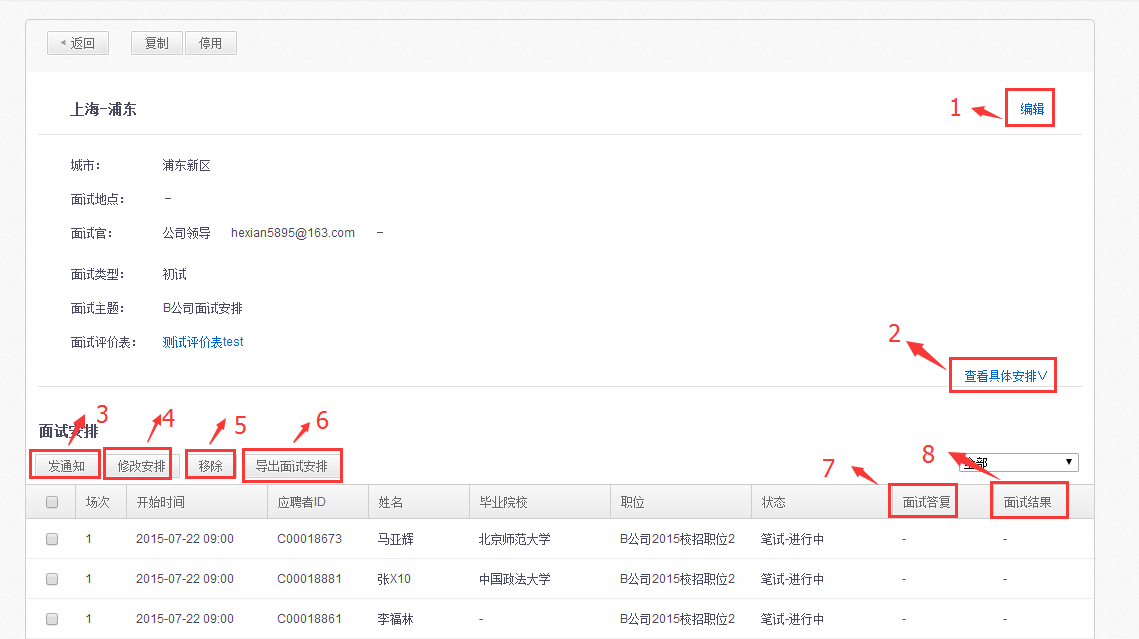 返回 复制 停用
上海-浦东 1 编辑
城市： 浦东新区
面试地点： -
面试官： 公司领导 hexian5895@163.com -
面试类型： 初试
面试主题： B公司面试安排
面试评价表： 测试评价表test
2
查看具体安排∨
3 4 5 6
面试安排
发通知 修改安排 移除 导出面试安排 7 8 全部
场次 开始时间 应聘者ID 姓名 毕业院校 职位 状态 面试答复 面试结果
1 2015-07-22 09:00 C00018673 马亚辉 北京师范大学 B公司2015校招职位2 笔试-进行中 - -
1 2015-07-22 09:00 C00018881 张X10 中国政法大学 B公司2015校招职位2 笔试-进行中 - -
1 2015-07-22 09:00 C00018861 李福林 - B公司2015校招职位2 笔试-进行中 - -